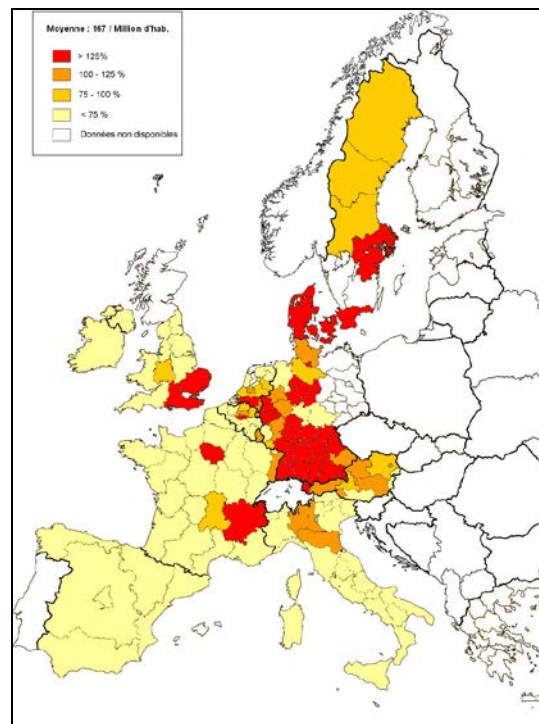 Moyenne : 167 / Million d'hab.
> 125%
100 - 125 %
75 - 100 %
< 75 %
Données non disponibles